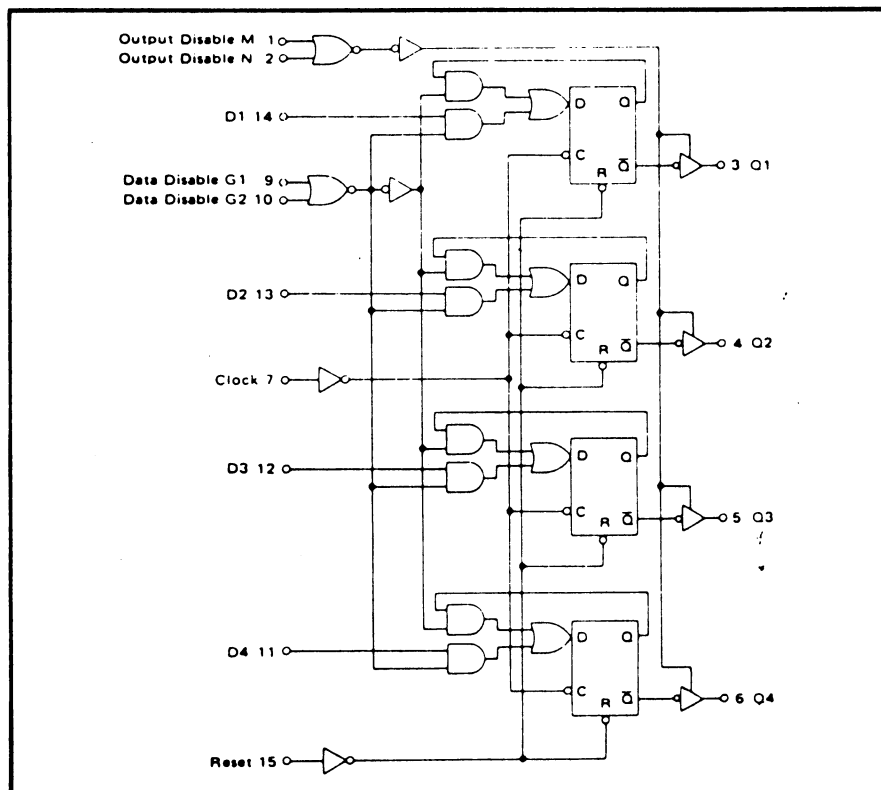 Output Disable M 1
Output Disable N 2
D1 14
D Q
C
R Q̅
3 Q1
Data Disable G1 9
Data Disable G2 10
D2 13
D Q
C
R Q̅
4 Q2
Clock 7
D3 12
D Q
C
R Q̅
5 Q3
D4 11
D Q
C
R Q̅
6 Q4
Reset 15